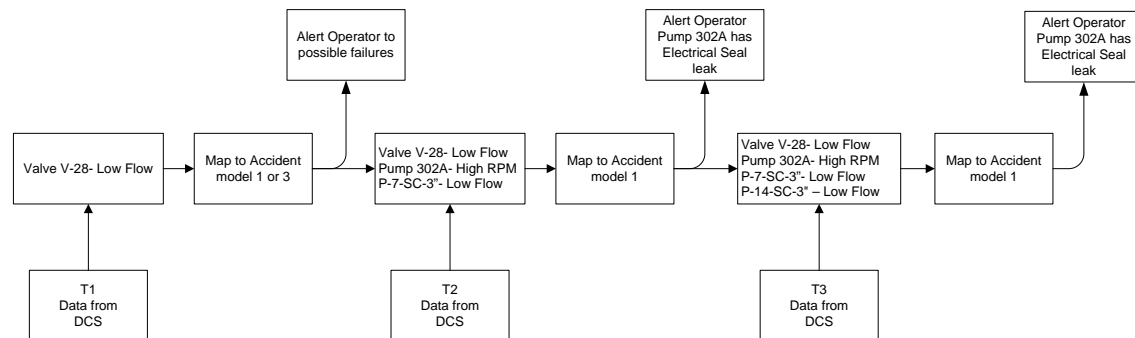 Alert Operator to
possible failures
Alert Operator
Pump 302A has
Electrical Seal
leak
Alert Operator
Pump 302A has
Electrical Seal
leak
Valve V-28- Low Flow
Map to Accident
model 1 or 3
Valve V-28- Low Flow
Pump 302A- High RPM
P-7-SC-3”- Low Flow
Map to Accident
model 1
Valve V-28- Low Flow
Pump 302A- High RPM
P-7-SC-3”- Low Flow
P-14-SC-3” – Low Flow
Map to Accident
model 1
T1
Data from
DCS
T2
Data from
DCS
T3
Data from
DCS